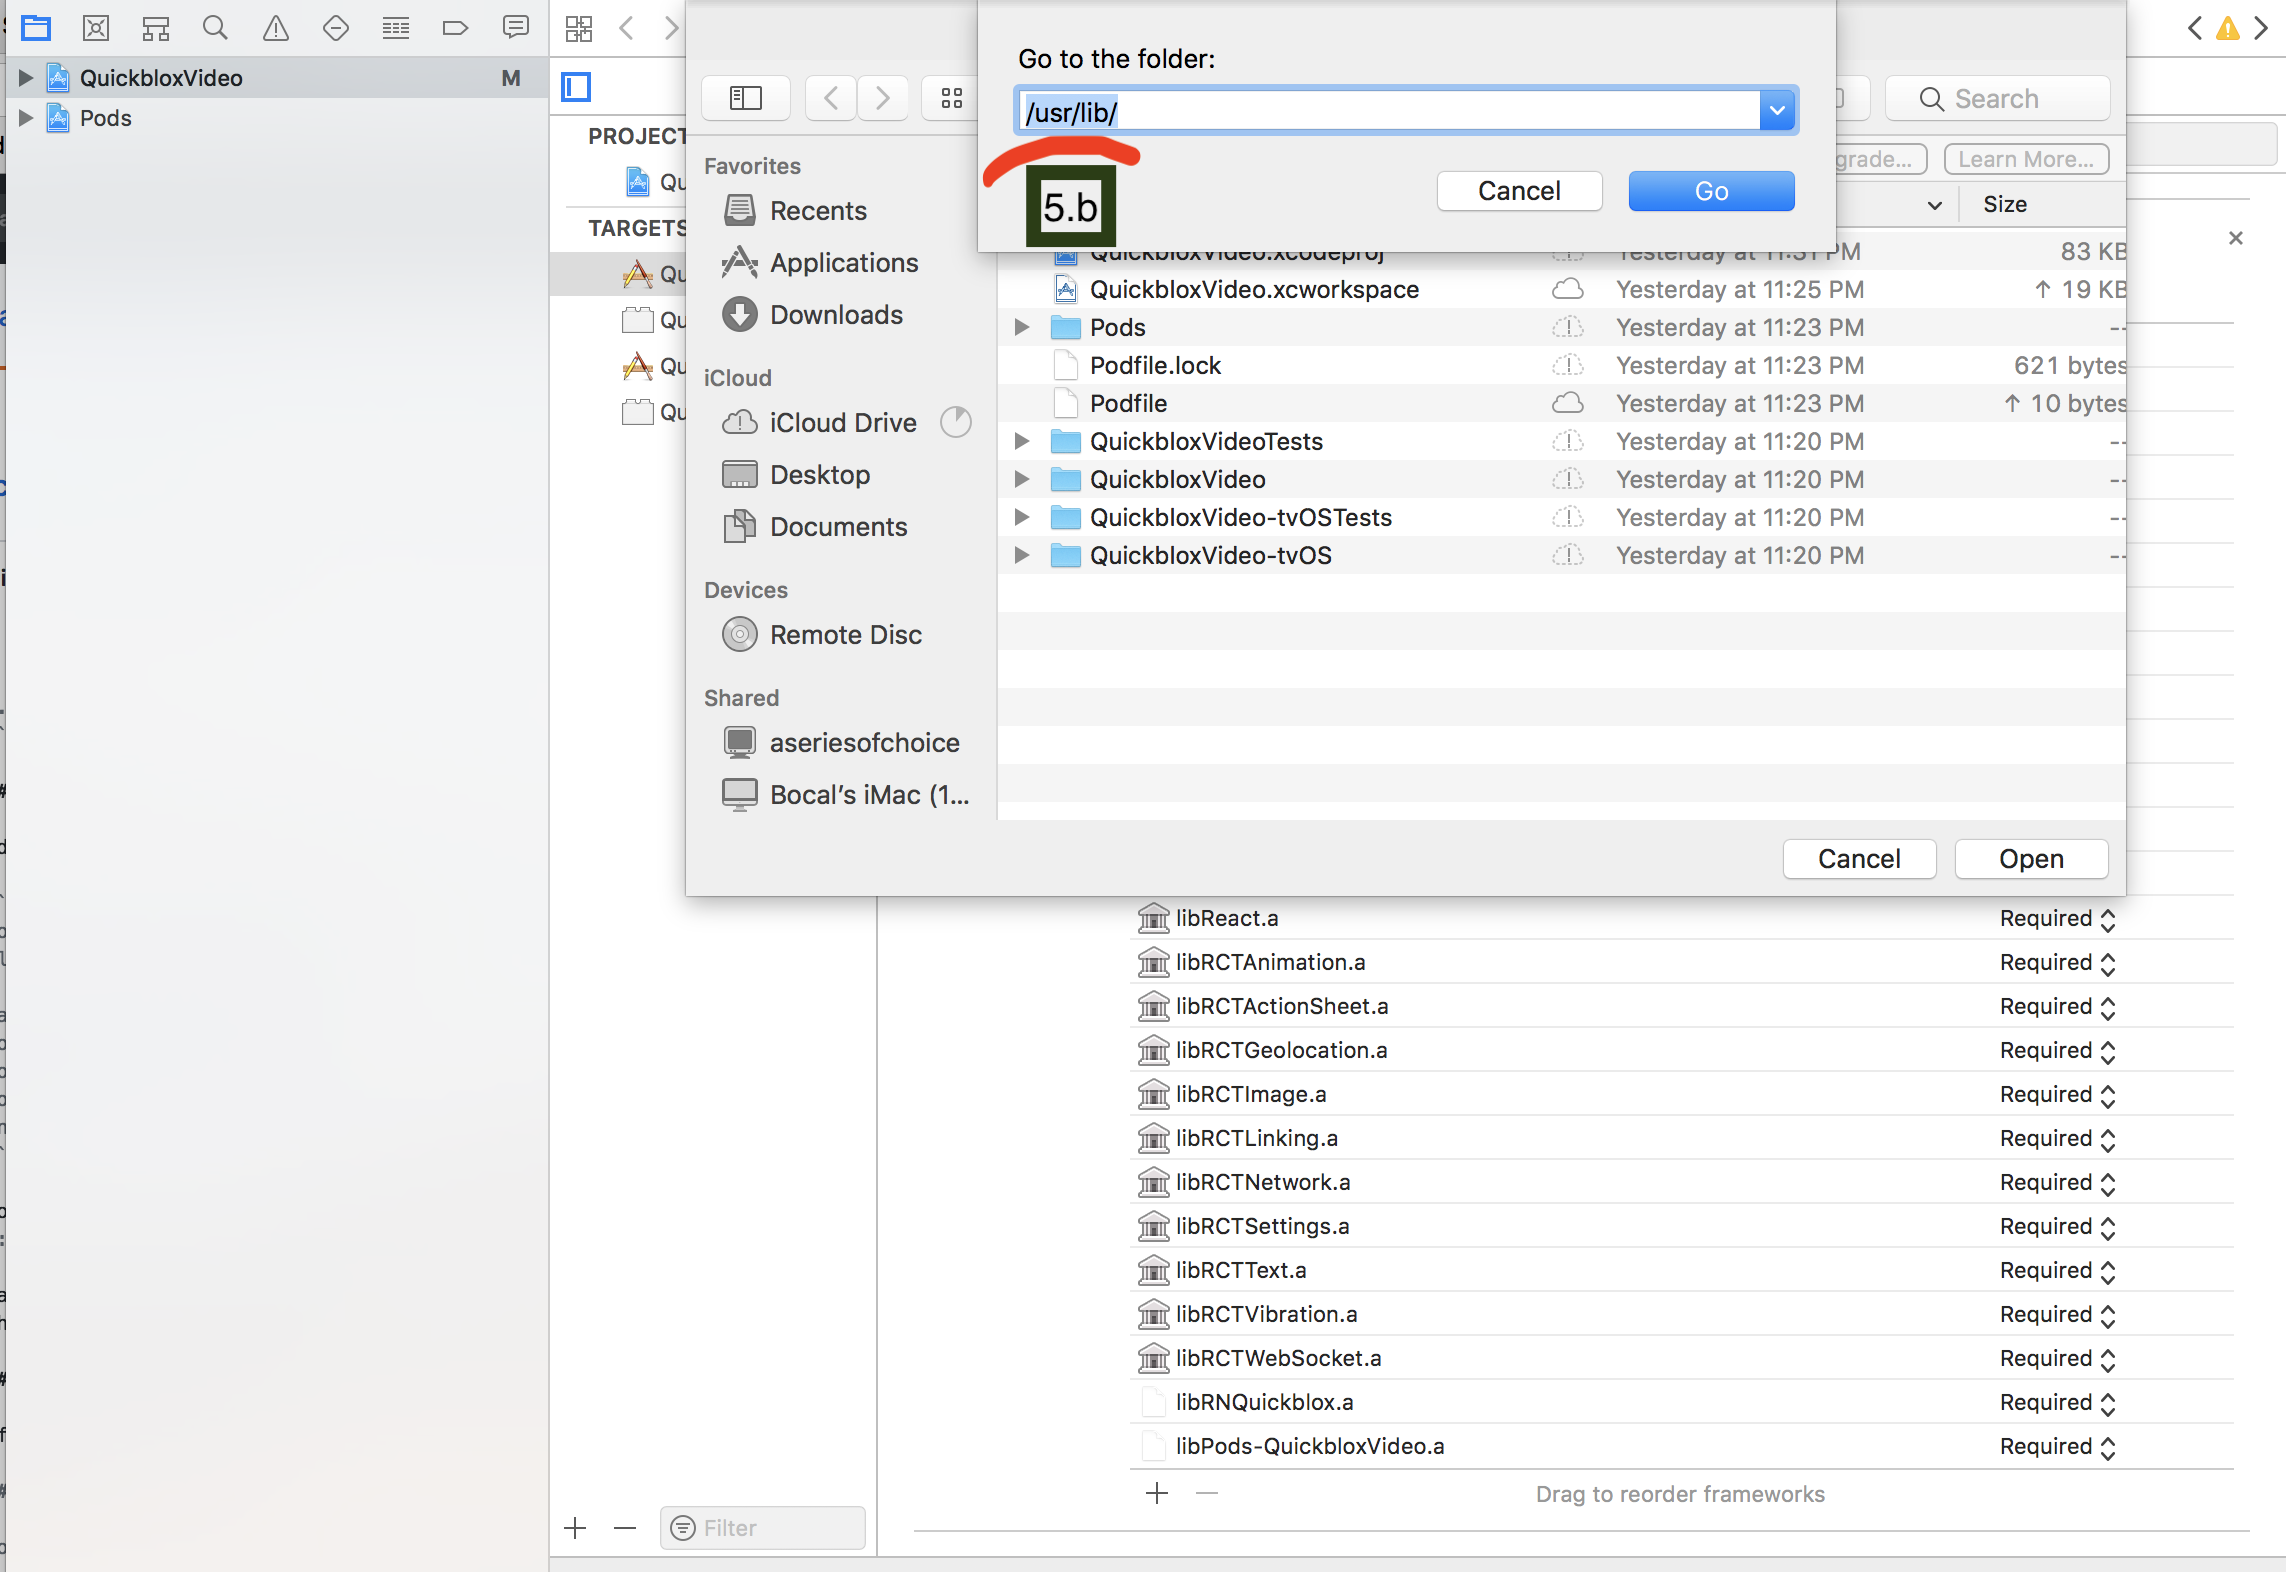 QuickbloxVideo M
Pods
PROJECT
Qu
TARGETS
Qu
Qu
Qu
Qu
Filter
Go to the folder:
/usr/lib/
5.b
Cancel
Go
Search
grade...
Learn More...
Size
Favorites
Recents
Applications
Downloads
iCloud
iCloud Drive
Desktop
Documents
Devices
Remote Disc
Shared
aseriesofchoice
Bocal's iMac (1...
QuickbloxVideo.xcodeproj Yesterday at 11:31 PM 83 KB
QuickbloxVideo.xcworkspace Yesterday at 11:25 PM ↑ 19 KB
Pods Yesterday at 11:23 PM --
Podfile.lock Yesterday at 11:23 PM 621 bytes
Podfile Yesterday at 11:23 PM ↑ 10 bytes
QuickbloxVideoTests Yesterday at 11:20 PM --
QuickbloxVideo Yesterday at 11:20 PM --
QuickbloxVideo-tvOSTests Yesterday at 11:20 PM --
QuickbloxVideo-tvOS Yesterday at 11:20 PM --
Cancel
Open
libReact.a Required
libRCTAnimation.a Required
libRCTActionSheet.a Required
libRCTGeolocation.a Required
libRCTImage.a Required
libRCTLinking.a Required
libRCTNetwork.a Required
libRCTSettings.a Required
libRCTText.a Required
libRCTVibration.a Required
libRCTWebSocket.a Required
libRNQuickblox.a Required
libPods-QuickbloxVideo.a Required
Drag to reorder frameworks